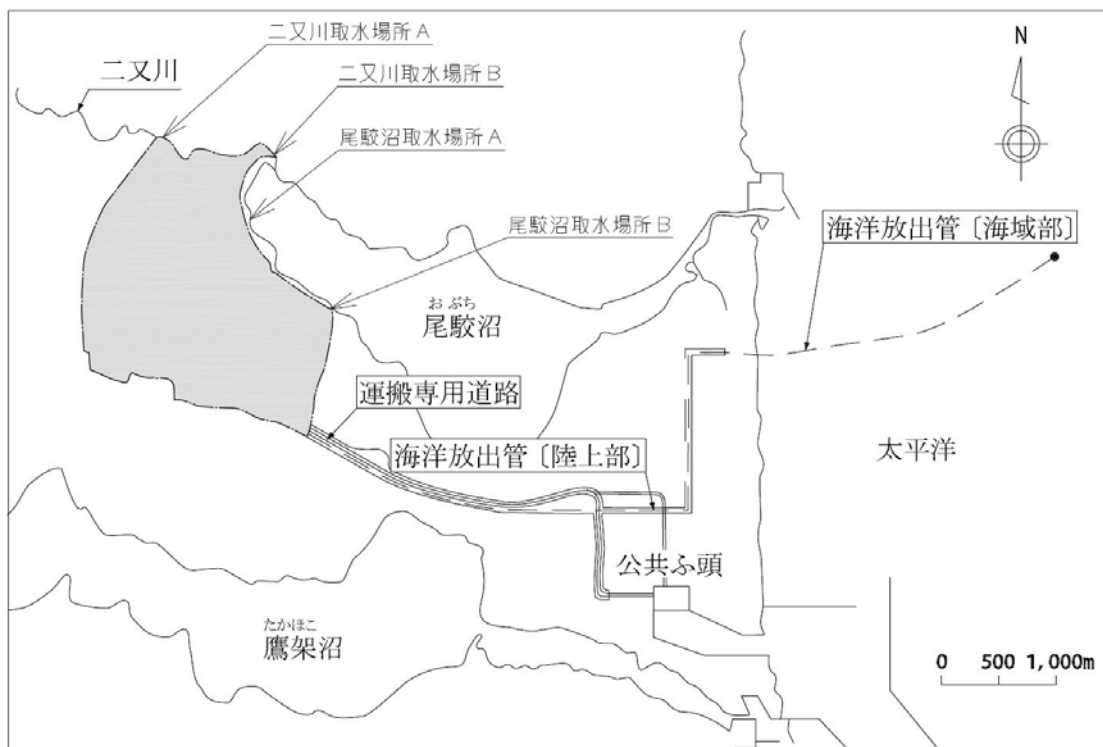 二又川取水場所A
二又川
二又川取水場所B
尾駮沼取水場所A
N
尾駮沼取水場所B
海洋放出管〔海域部〕
おぶち
尾駮沼
運搬専用道路
海洋放出管〔陸上部〕
太平洋
公共ふ頭
たかほこ
鷹架沼
0 500 1,000m